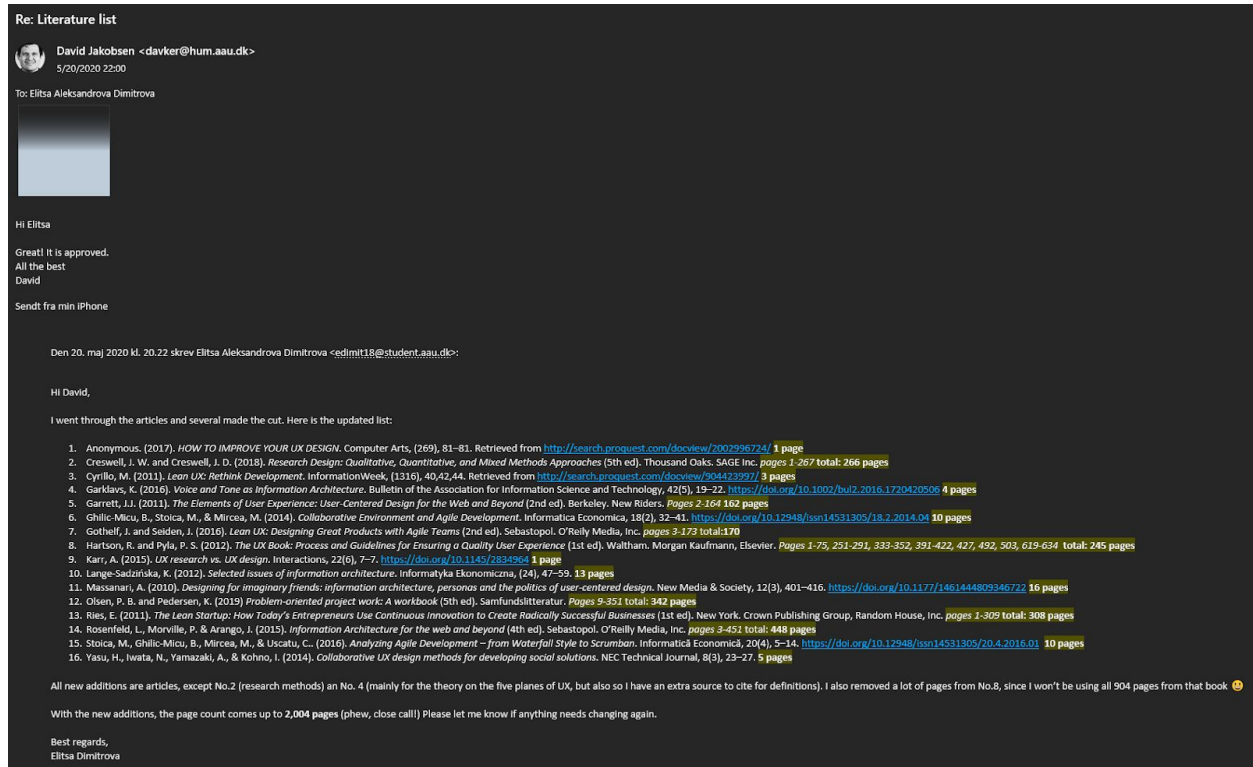 Re: Literature list
David Jakobsen <davker@hum.aau.dk>
5/20/2020 22:00
To: Elitsa Aleksandrova Dimitrova
Hi Elitsa
Great! It is approved.
All the best
David
Sendt fra min iPhone
Den 20. maj 2020 kl. 20.22 skrev Elitsa Aleksandrova Dimitrova <edimit18@student.aau.dk>:
Hi David,
I went through the articles and several made the cut. Here is the updated list:
1. Anonymous. (2017). HOW TO IMPROVE YOUR UX DESIGN. Computer Arts, (269), 81–81. Retrieved from http://search.proquest.com/docview/2002996724/ 1 page
2. Creswell, J. W. and Creswell, J. D. (2018). Research Design: Qualitative, Quantitative, and Mixed Methods Approaches (5th ed). Thousand Oaks. SAGE Inc. pages 1-267 total: 266 pages
3. Cyrillo, M. (2011). Lean UX: Rethink Development. InformationWeek, (1316), 40,42,44. Retrieved from http://search.proquest.com/docview/904423997/ 3 pages
4. Garklavs, K. (2016). Voice and Tone as Information Architecture. Bulletin of the Association for Information Science and Technology, 42(5), 19–22. https://doi.org/10.1002/bul2.2016.1720420506 4 pages
5. Garrett, J.J. (2011). The Elements of User Experience: User-Centered Design for the Web and Beyond (2nd ed). Berkeley. New Riders. Pages 2-164 162 pages
6. Ghilic-Micu, B., Stoica, M., & Mircea, M. (2014). Collaborative Environment and Agile Development. Informatica Economica, 18(2), 32–41. https://doi.org/10.12948/issn14531305/18.2.2014.04 10 pages
7. Gothelf, J. and Seiden, J. (2016). Lean UX: Designing Great Products with Agile Teams (2nd ed). Sebastopol. O'Reily Media, Inc. pages 3-173 total:170
8. Hartson, R. and Pyla, P. S. (2012). The UX Book: Process and Guidelines for Ensuring a Quality User Experience (1st ed). Waltham. Morgan Kaufmann, Elsevier. Pages 1-75, 251-291, 333-352, 391-422, 427, 492, 503, 619-634 total: 245 pages
9. Karr, A. (2015). UX research vs. UX design. Interactions, 22(6), 7–7. https://doi.org/10.1145/2834964 1 page
10. Lange-Sadzińska, K. (2012). Selected issues of information architecture. Informatyka Ekonomiczna, (24), 47–59. 13 pages
11. Massanari, A. (2010). Designing for imaginary friends: information architecture, personas and the politics of user-centered design. New Media & Society, 12(3), 401–416. https://doi.org/10.1177/1461444809346722 16 pages
12. Olsen, P. B. and Pedersen, K. (2019) Problem-oriented project work: A workbook (5th ed). Samfundslitteratur. Pages 9-351 total: 342 pages
13. Ries, E. (2011). The Lean Startup: How Today's Entrepreneurs Use Continuous Innovation to Create Radically Successful Businesses (1st ed). New York. Crown Publishing Group, Random House, Inc. pages 1-309 total: 308 pages
14. Rosenfeld, L., Morville, P. & Arango, J. (2015). Information Architecture for the web and beyond (4th ed). Sebastopol. O'Reilly Media, Inc. pages 3-451 total: 448 pages
15. Stoica, M., Ghilic-Micu, B., Mircea, M., & Uscatu, C.. (2016). Analyzing Agile Development – from Waterfall Style to Scrumban. Informatică Economică, 20(4), 5–14. https://doi.org/10.12948/issn14531305/20.4.2016.01 10 pages
16. Yasu, H., Iwata, N., Yamazaki, A., & Kohno, I. (2014). Collaborative UX design methods for developing social solutions. NEC Technical Journal, 8(3), 23–27. 5 pages
All new additions are articles, except No.2 (research methods) an No. 4 (mainly for the theory on the five planes of UX, but also so I have an extra source to cite for definitions). I also removed a lot of pages from No.8, since I won't be using all 904 pages from that book 😃
With the new additions, the page count comes up to 2,004 pages (phew, close call!) Please let me know if anything needs changing again.
Best regards,
Elitsa Dimitrova